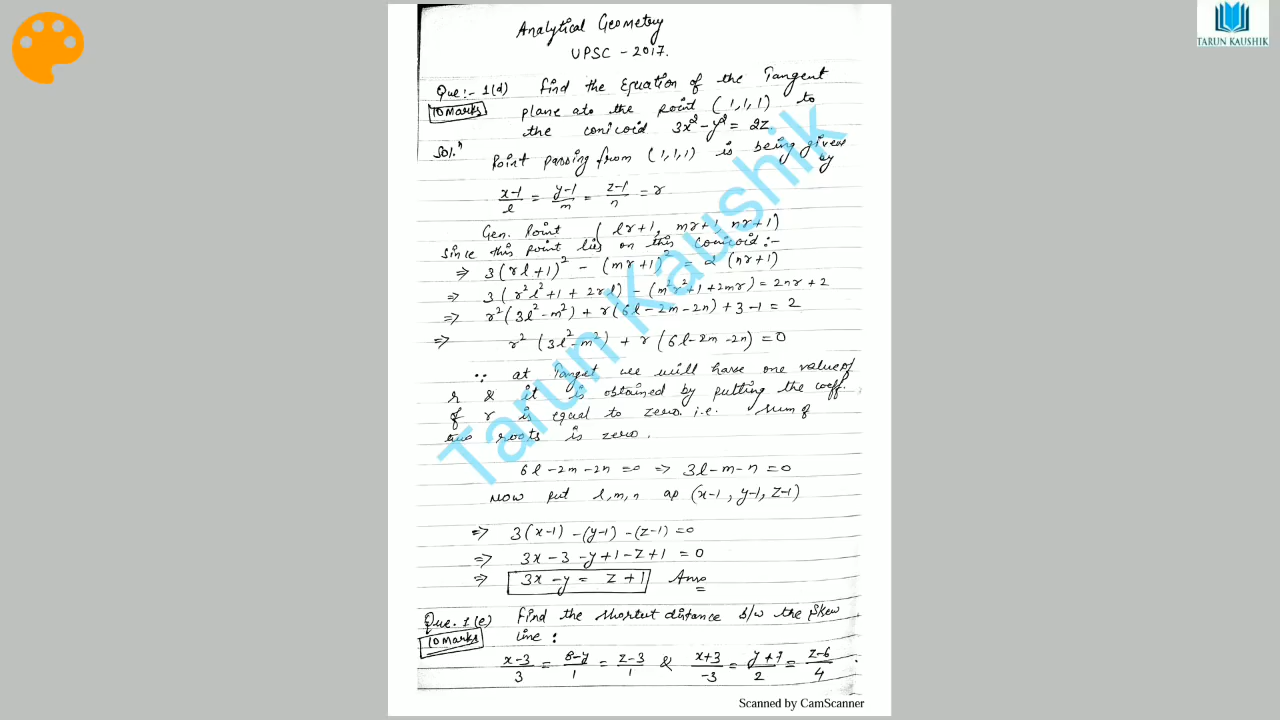 TARUN KAUSHIK
Analytical Geometry
UPSC - 2017.
Que:- 1(d) Find the Equation of the Tangent
10 Marks plane at the point (1,1,1) to
the conicoid 3x² - y² = 2z.
Sol.ⁿ Point passing from (1,1,1) is being given
by
x-1/l = y-1/m = z-1/n = r
Gen. Point (lr+1, mr+1, nr+1)
since this point lies on this conicoid :-
⇒ 3(rl+1)² - (mr+1)² = 2(nr+1)
⇒ 3(r²l²+1+2rl) - (m²r²+1+2mr) = 2nr+2
⇒ r²(3l²-m²) + r(6l-2m-2n) + 3-1 = 2
⇒ r²(3l²-m²) + r(6l-2m-2n) = 0
∵ at Tanget we will have one value of
r & it is obtained by putting the coeff.
of r is equal to zero. i.e. sum of
two roots is zero.
6l-2m-2n=0 ⇒ 3l-m-n=0
Now put l,m,n as (x-1, y-1, z-1)
⇒ 3(x-1) -(y-1) -(z-1)=0
⇒ 3x-3-y+1-z+1 = 0
⇒ 3x-y = z+1 Ans
Que. 1(e) Find the shortest distance b/w the skew
10 Marks line :
x-3/3 = 8-y/1 = z-3/1 & x+3/-3 = y+7/2 = z-6/4 .
Tarun Kaushik
Scanned by CamScanner